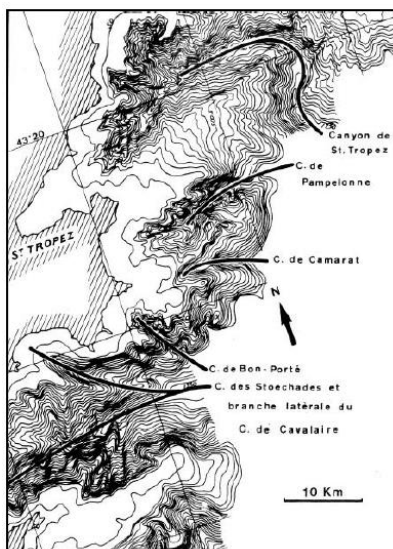 43°20
Canyon de
St. Tropez
C. de
Pampelonne
ST TROPEZ
C. de Camarat
N
C. de Bon-Porté
C. des Stoechades et
branche latérale du
C. de Cavalaire
10 Km